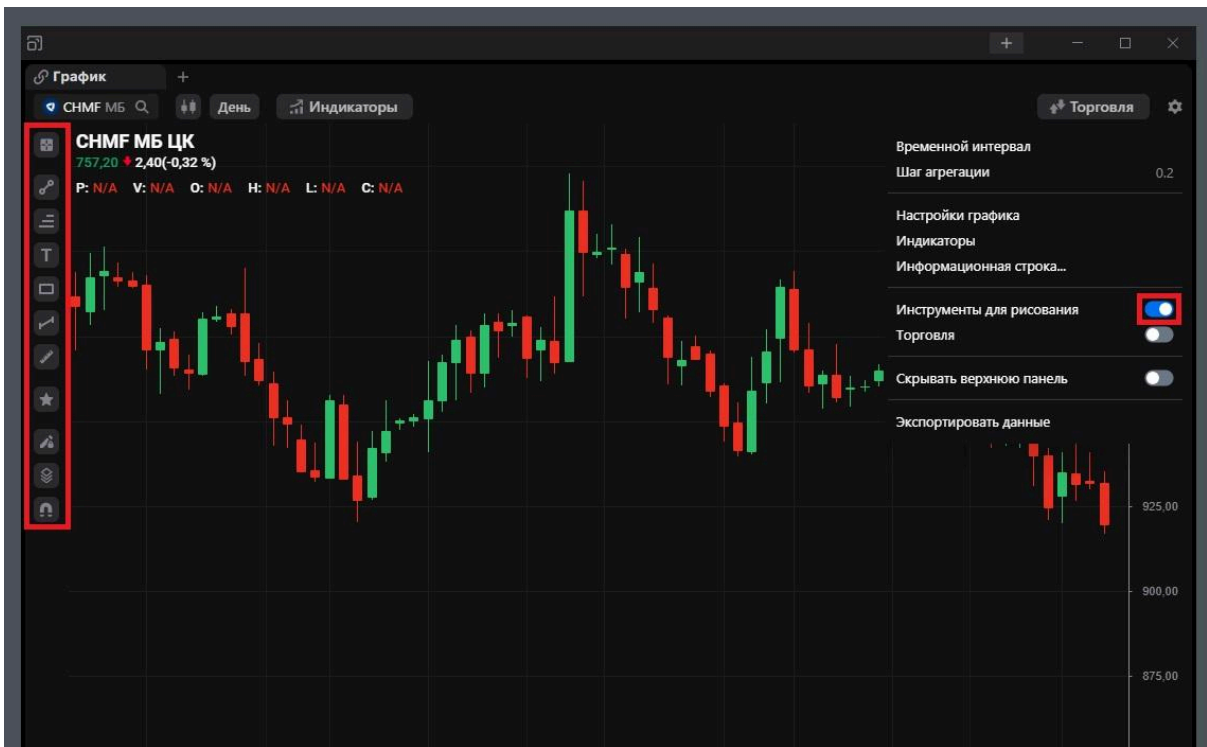 График
CHMF МБ
День
Индикаторы
Торговля
CHMF МБ ЦК
757,20 2,40(-0,32 %)
P: N/A V: N/A O: N/A H: N/A L: N/A C: N/A
T
Временной интервал
Шаг агрегации 0.2
Настройки графика
Индикаторы
Информационная строка...
Инструменты для рисования
Торговля
Скрывать верхнюю панель
Экспортировать данные
925,00
900,00
875,00